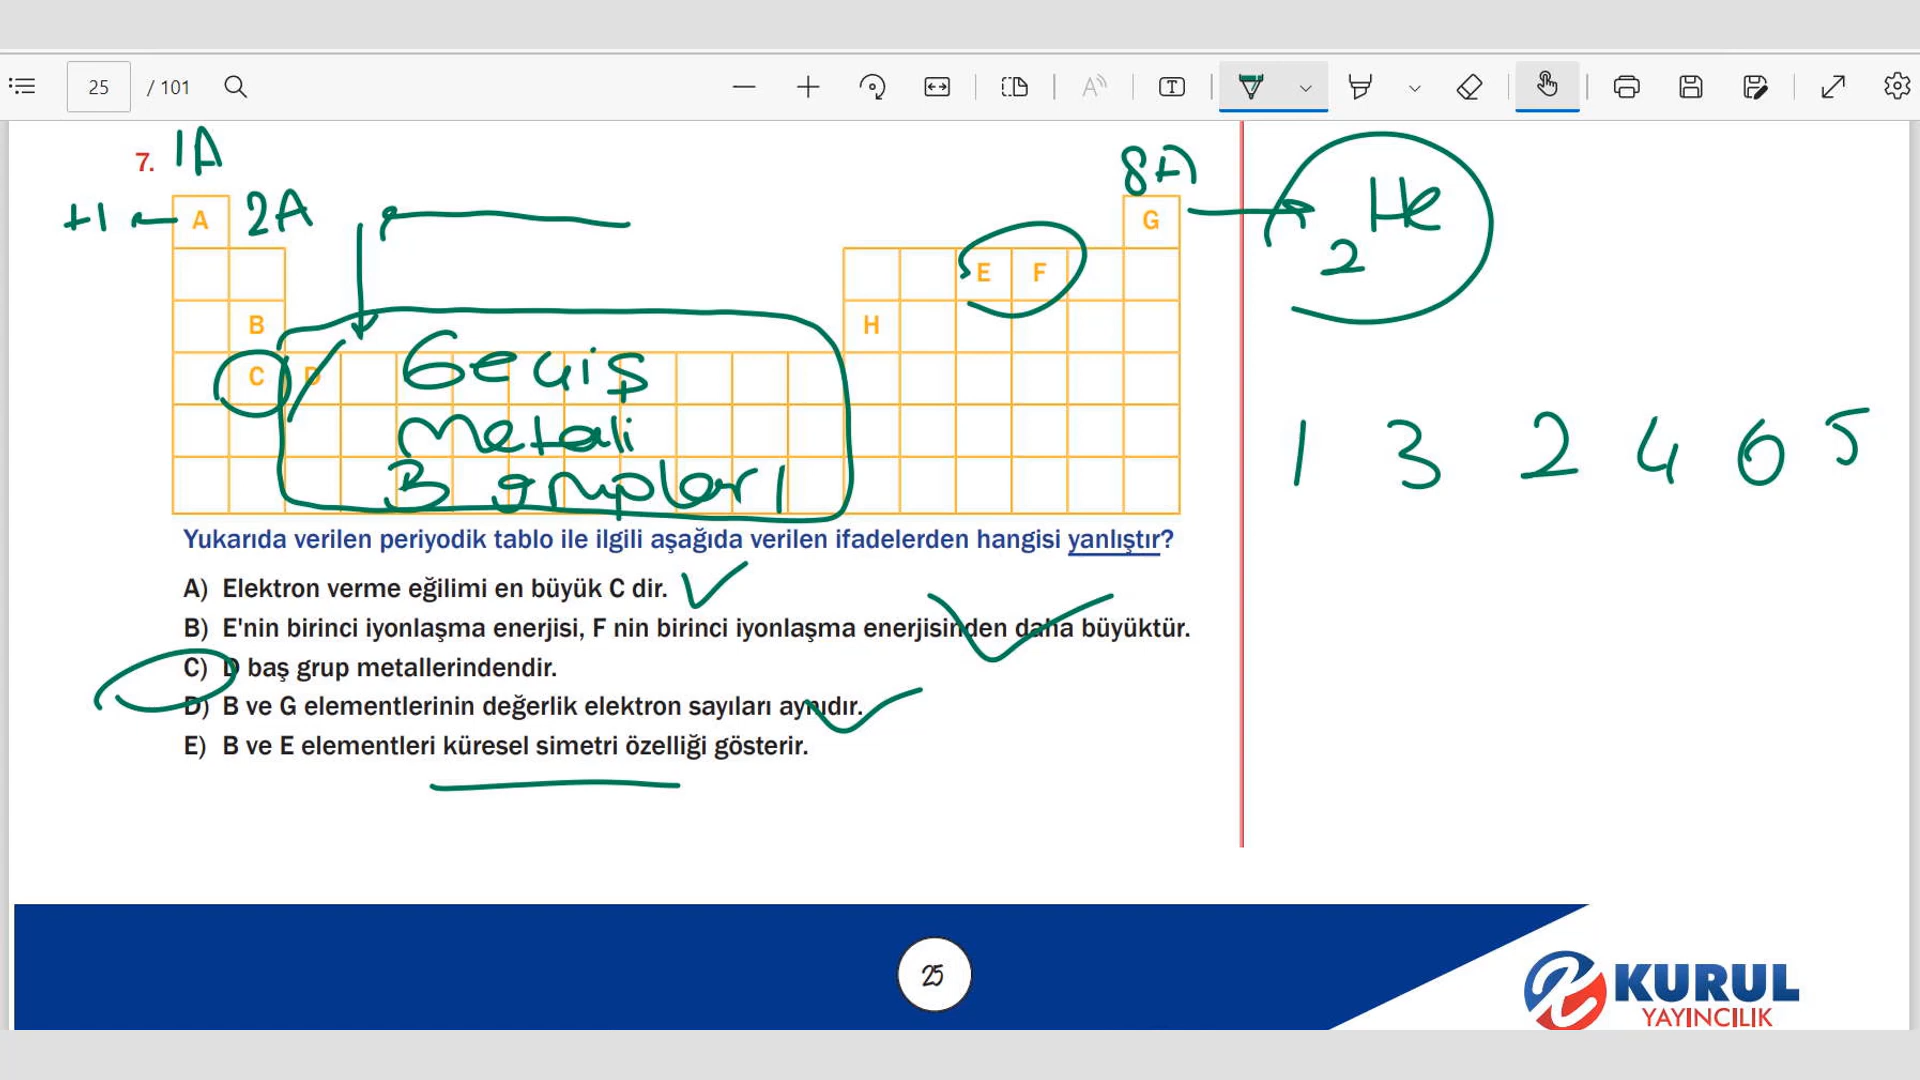 25 / 101
7. 1A
8A
+1 A 2A G 2He
E F
B H
C D Geçiş
Metali
B grupları
1 3 2 4 6 5
Yukarıda verilen periyodik tablo ile ilgili aşağıda verilen ifadelerden hangisi yanlıştır?
A) Elektron verme eğilimi en büyük C dir.
B) E'nin birinci iyonlaşma enerjisi, F nin birinci iyonlaşma enerjisinden daha büyüktür.
C) D baş grup metallerindendir.
D) B ve G elementlerinin değerlik elektron sayıları aynıdır.
E) B ve E elementleri küresel simetri özelliği gösterir.
25
KURUL
YAYINCILIK